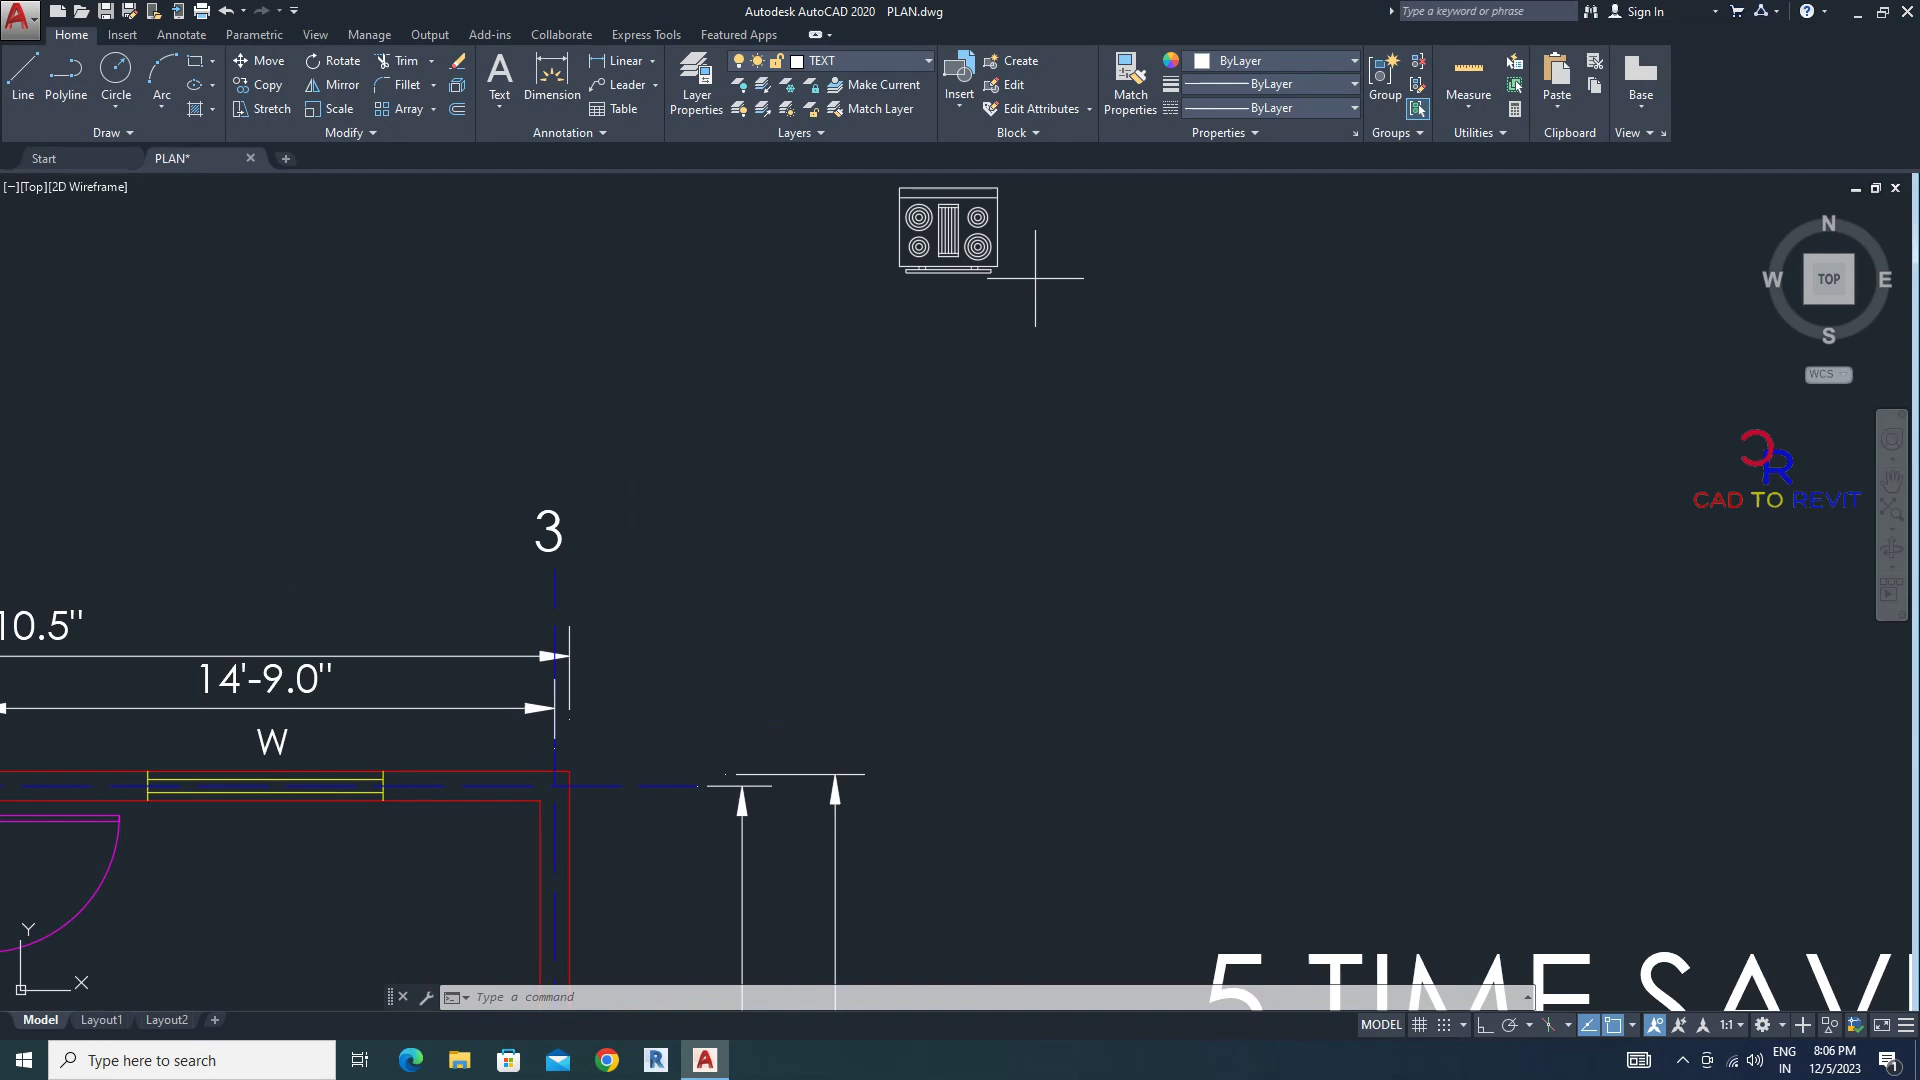 Autodesk AutoCAD 2020 PLAN.dwg
Type a keyword or phrase
Sign In
Home Insert Annotate Parametric View Manage Output Add-ins Collaborate Express Tools Featured Apps
Line Polyline Circle Arc
Move Rotate Trim
Copy Mirror Fillet
Stretch Scale Array
Text Dimension
Linear
Leader
Table
Layer Properties
TEXT
Make Current
Match Layer
Insert
Create
Edit
Edit Attributes
Match Properties
ByLayer
ByLayer
ByLayer
Group
Measure
Paste
Base
Draw Modify Annotation Layers Block Properties Groups Utilities Clipboard View
Start PLAN*
[−][Top][2D Wireframe]
N
W TOP E
S
WCS
CR
CAD TO REVIT
3
10.5"
14'-9.0"
W
Y
X
5 TIME SAV
Type a command
Model Layout1 Layout2
MODEL 1:1
Type here to search
ENG
IN
8:06 PM
12/5/2023
1